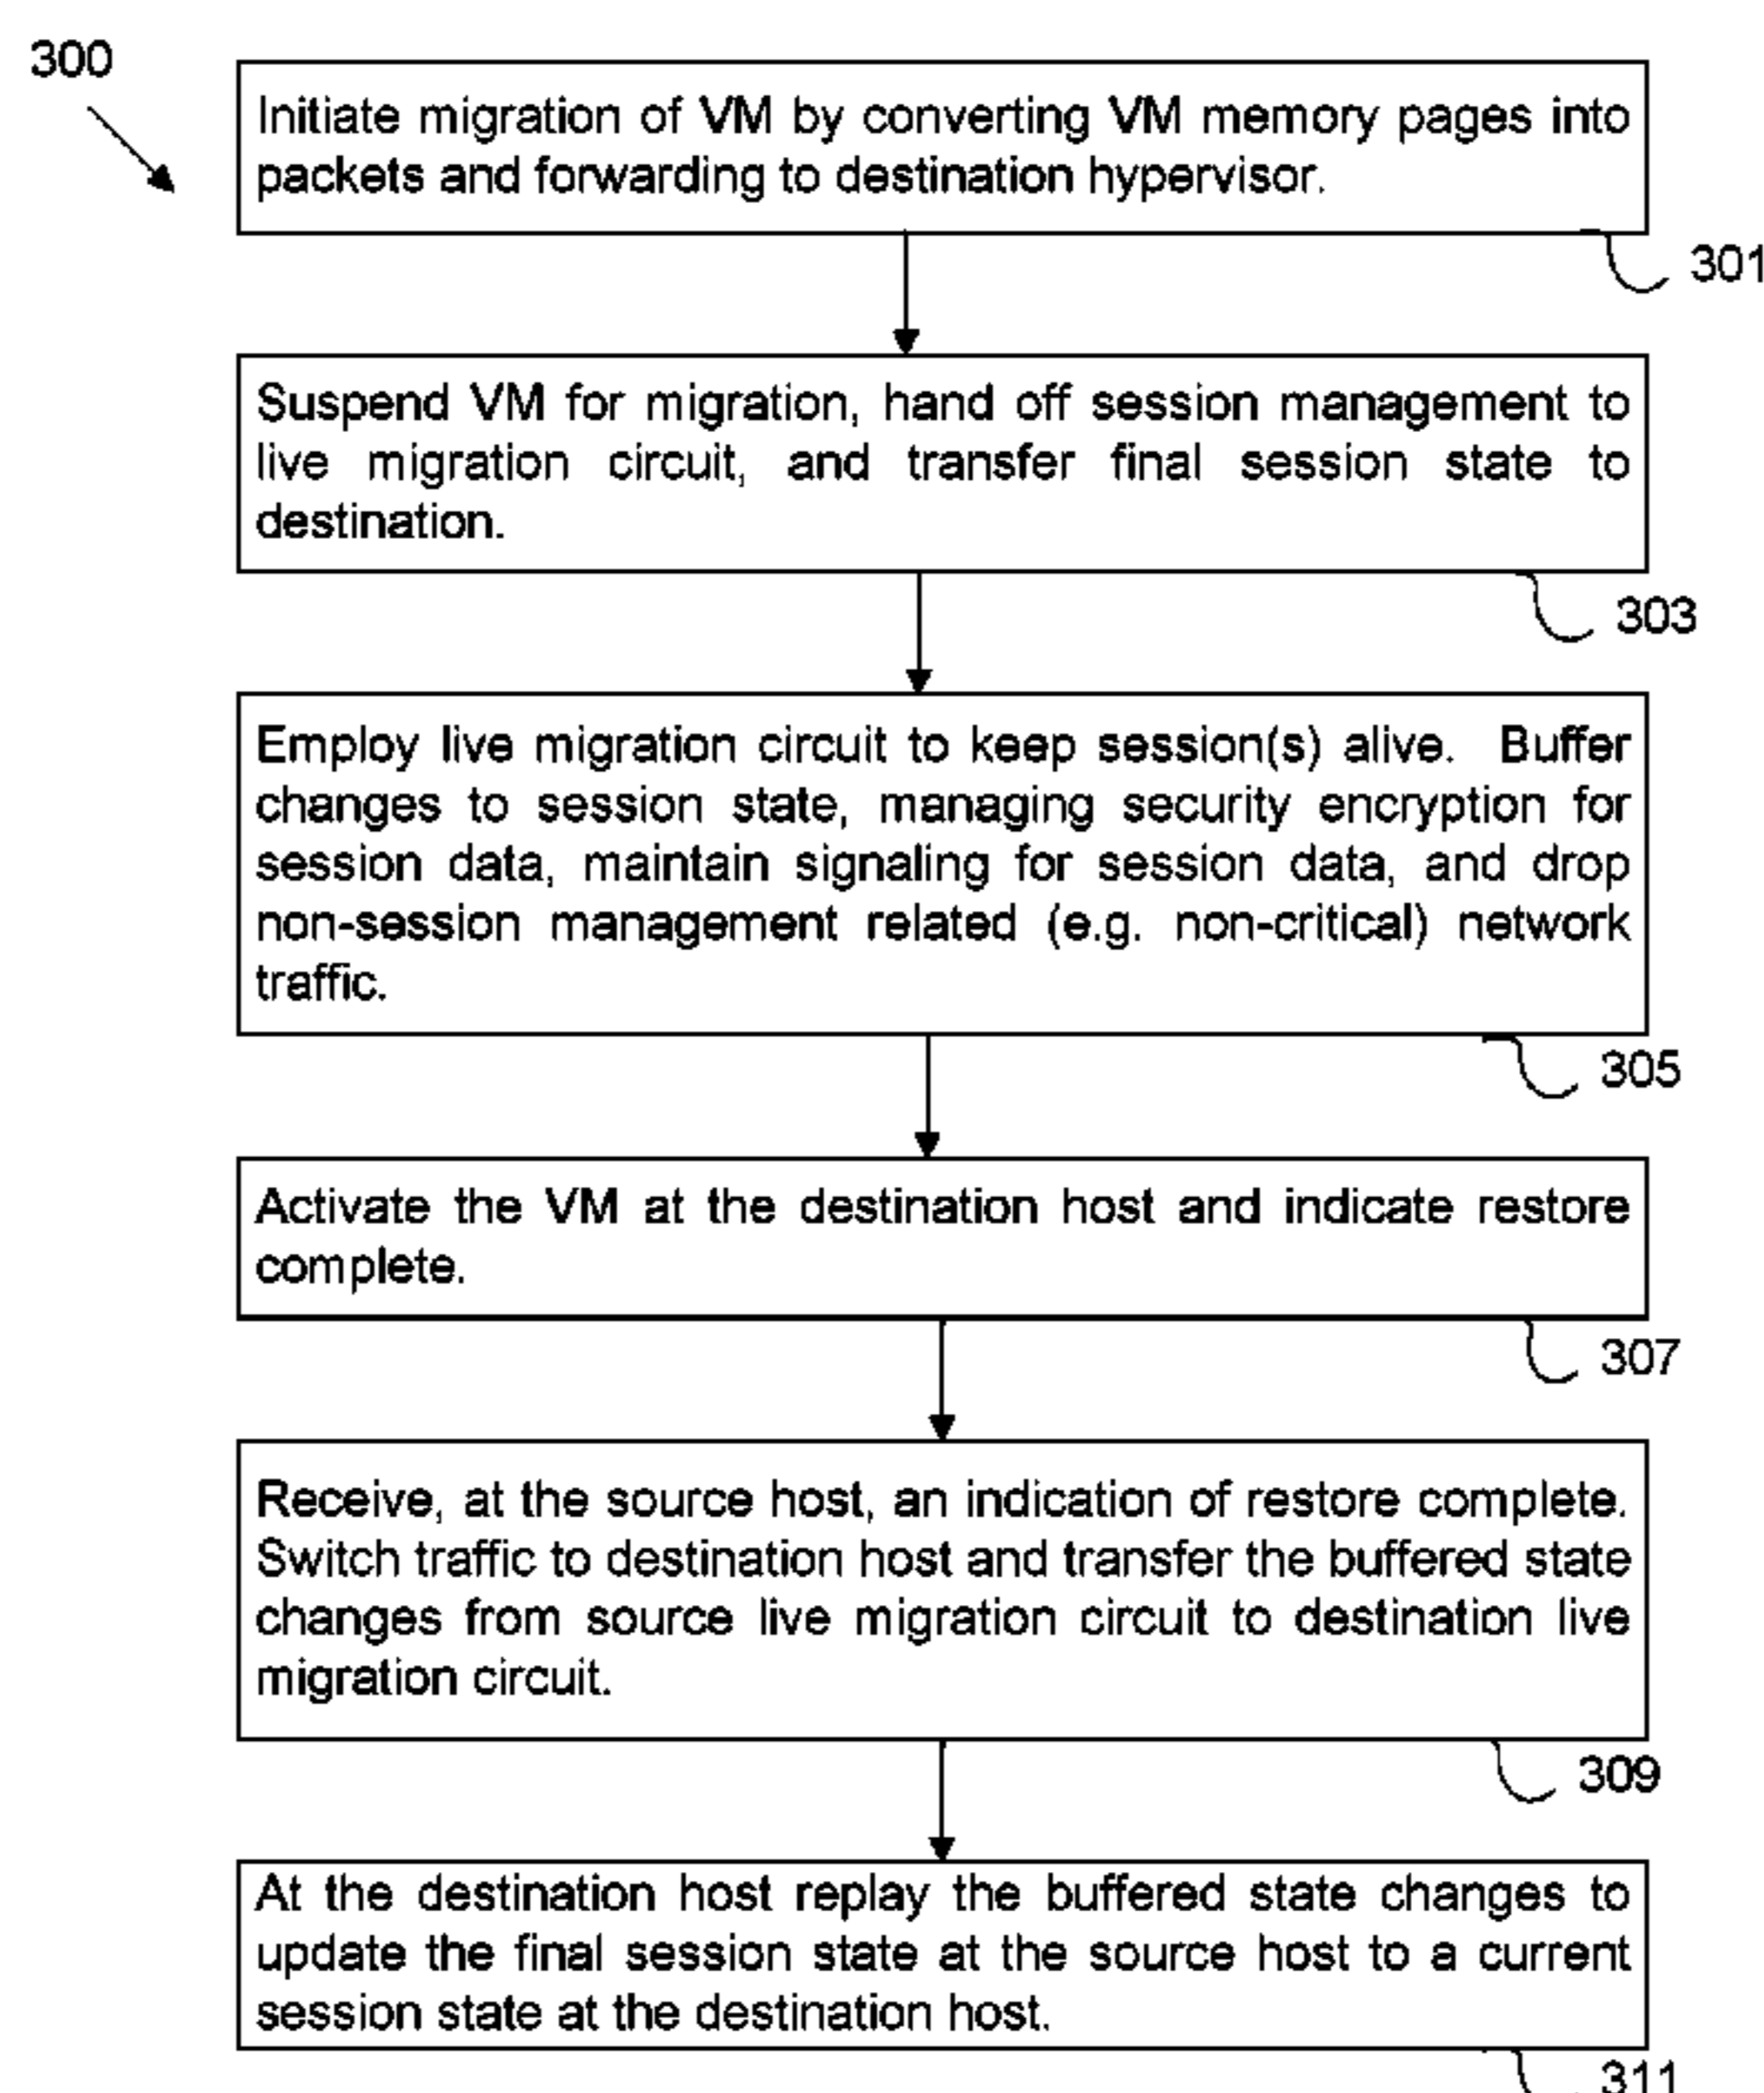 300
Initiate migration of VM by converting VM memory pages into
packets and forwarding to destination hypervisor.
301
Suspend VM for migration, hand off session management to
live migration circuit, and transfer final session state to
destination.
303
Employ live migration circuit to keep session(s) alive. Buffer
changes to session state, managing security encryption for
session data, maintain signaling for session data, and drop
non-session management related (e.g. non-critical) network
traffic.
305
Activate the VM at the destination host and indicate restore
complete.
307
Receive, at the source host, an indication of restore complete.
Switch traffic to destination host and transfer the buffered state
changes from source live migration circuit to destination live
migration circuit.
309
At the destination host replay the buffered state changes to
update the final session state at the source host to a current
session state at the destination host.
311